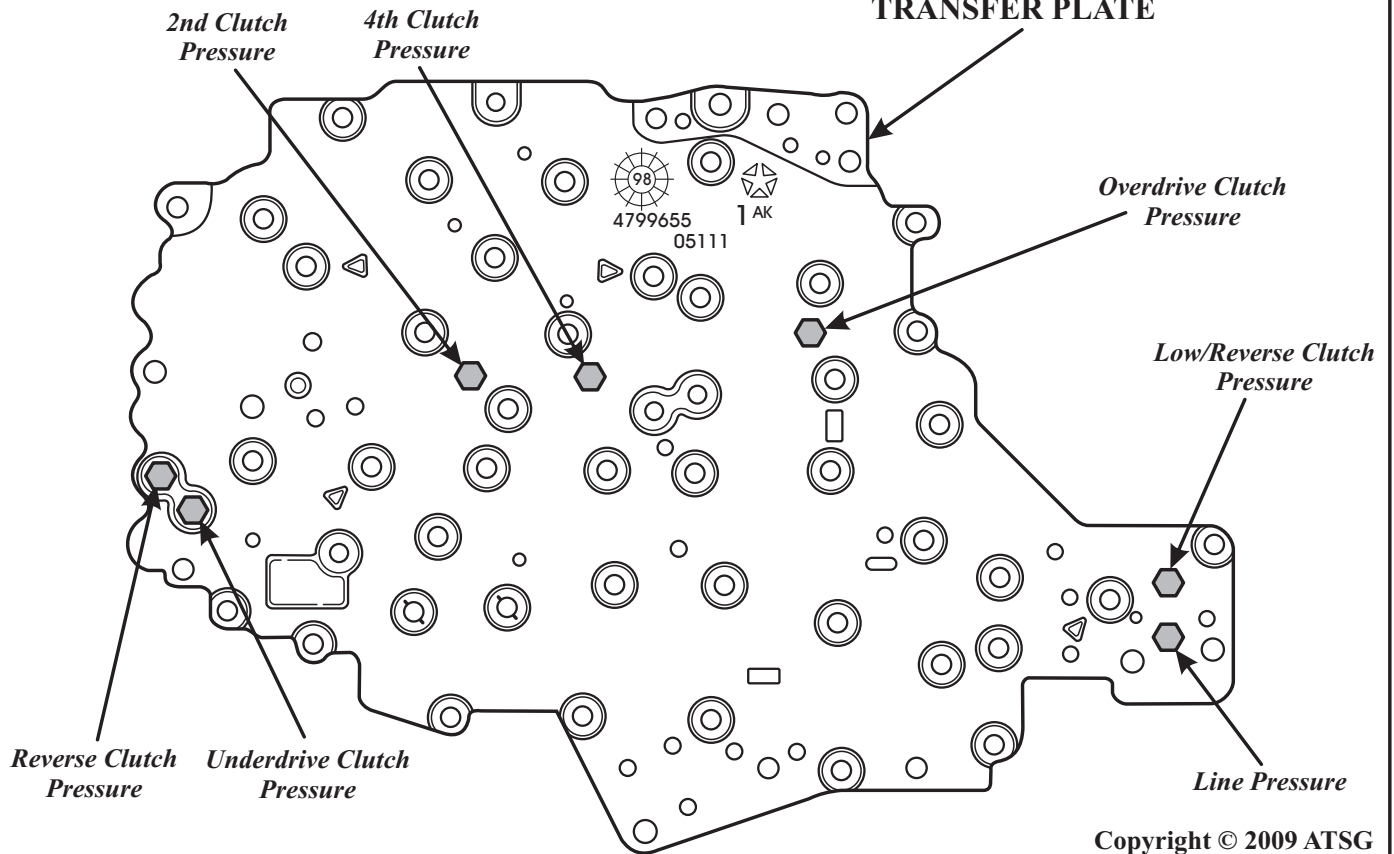 TRANSFER PLATE
2nd Clutch
Pressure
4th Clutch
Pressure
98
4799655
05111
1 AK
Overdrive Clutch
Pressure
Low/Reverse Clutch
Pressure
Reverse Clutch
Pressure
Underdrive Clutch
Pressure
Line Pressure
Copyright © 2009 ATSG